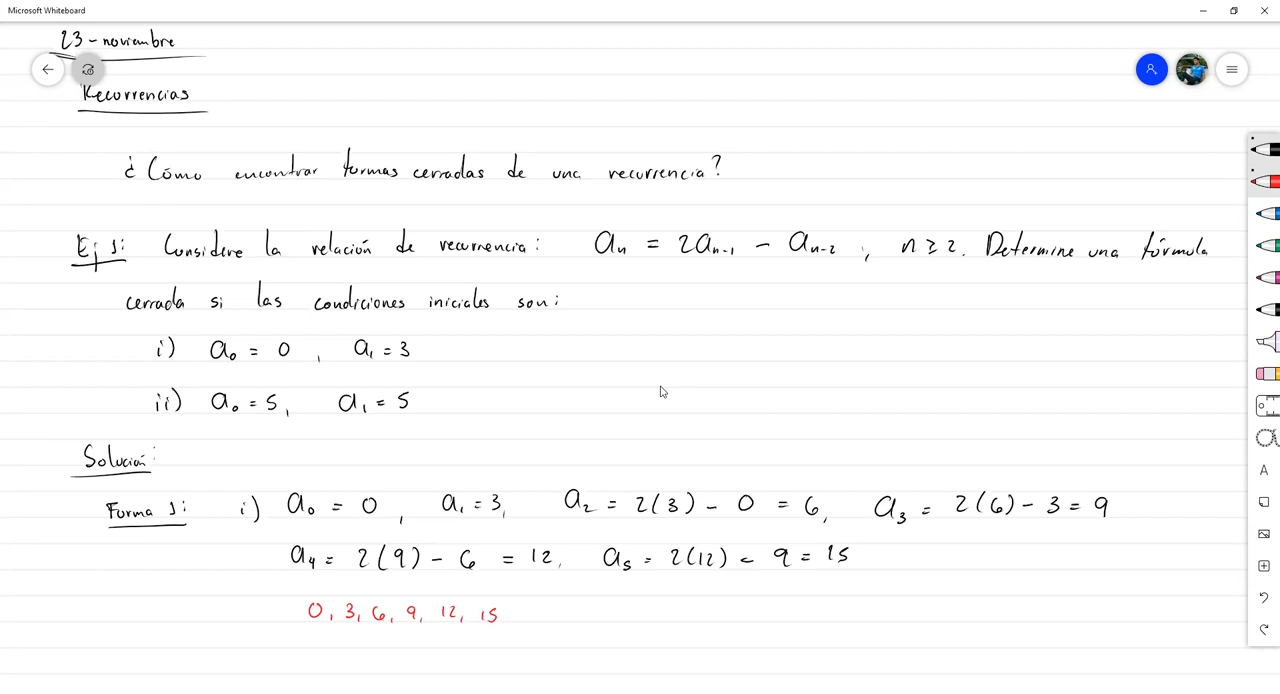 Microsoft Whiteboard
23-noviembre
Recurrencias
¿Cómo encontrar formas cerradas de una recurrencia?
Ej 1: Considere la relación de recurrencia: aₙ = 2aₙ₋₁ - aₙ₋₂ ; n ≥ 2. Determine una fórmula
cerrada si las condiciones iniciales son:
i) a₀ = 0 , a₁ = 3
ii) a₀ = 5, a₁ = 5
Solución:
Forma 1: i) a₀ = 0 , a₁ = 3, a₂ = 2(3) - 0 = 6, a₃ = 2(6) - 3 = 9
a₄ = 2(9) - 6 = 12, a₅ = 2(12) - 9 = 15
0, 3, 6, 9, 12, 15